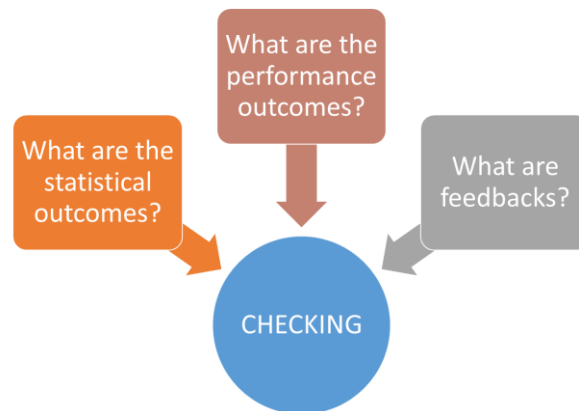 What are the
performance
outcomes?
What are the
statistical
outcomes?
What are
feedbacks?
CHECKING